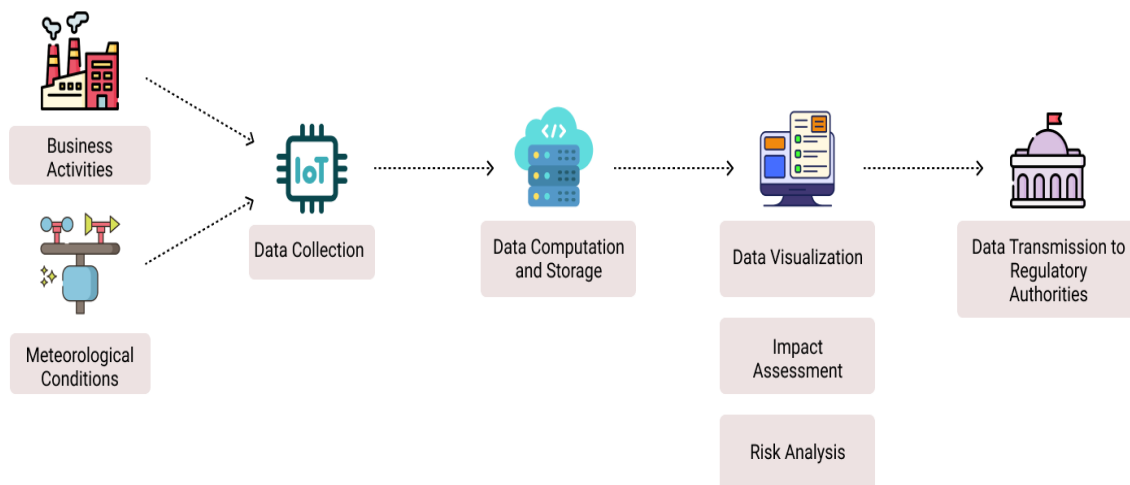 Business
Activities
Meteorological
Conditions
IoT
Data Collection
</>
Data Computation
and Storage
Data Visualization
Impact
Assessment
Risk Analysis
Data Transmission to
Regulatory
Authorities